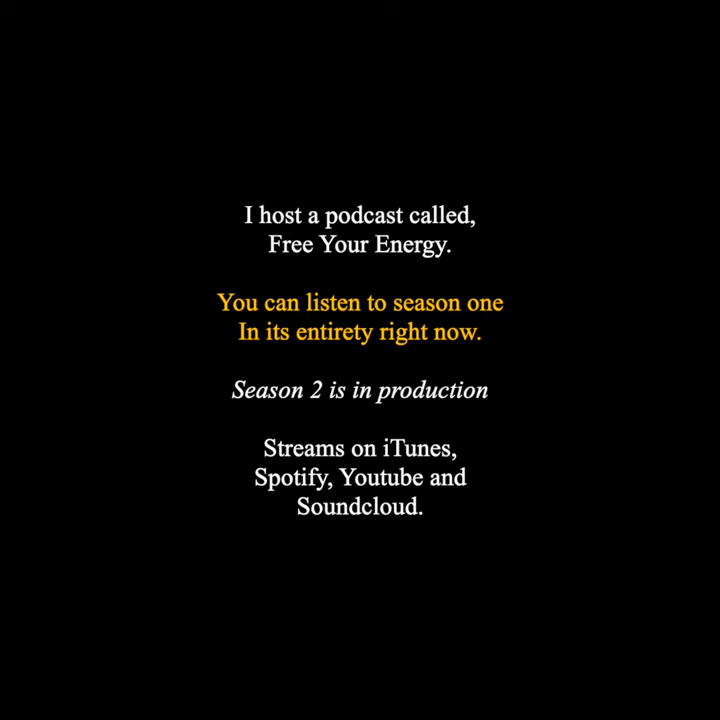 I host a podcast called,
Free Your Energy.
You can listen to season one
In its entirety right now.
Season 2 is in production
Streams on iTunes,
Spotify, Youtube and
Soundcloud.